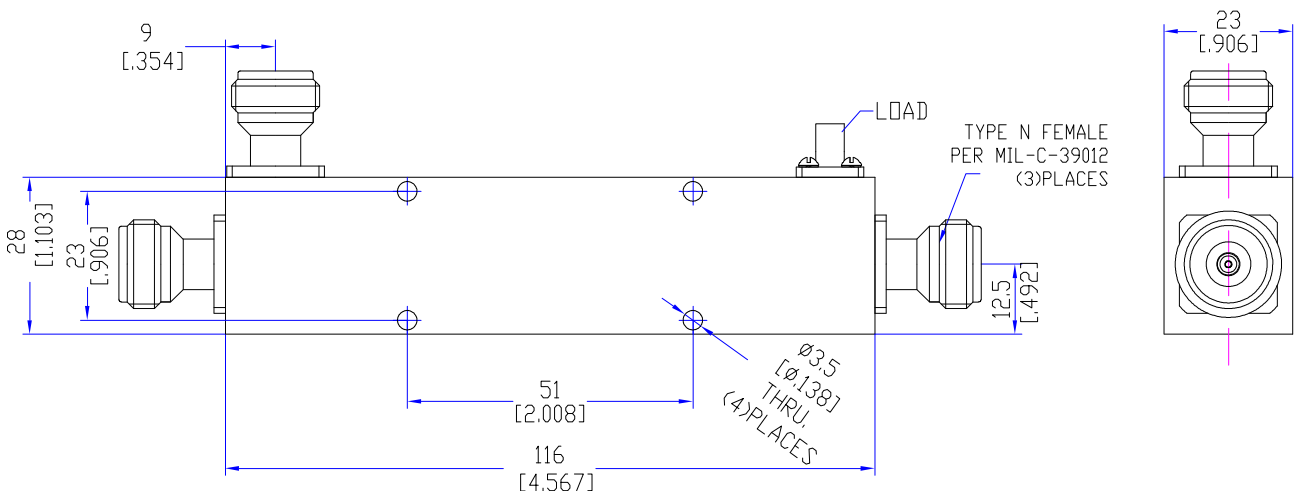 9
[.354]
23
[.906]
LOAD
TYPE N FEMALE
PER MIL-C-39012
(3)PLACES
28
[1.103]
23
[.906]
12.5
[.492]
Ø3.5
[Ø.138]
THRU,
(4)PLACES
51
[2.008]
116
[4.567]